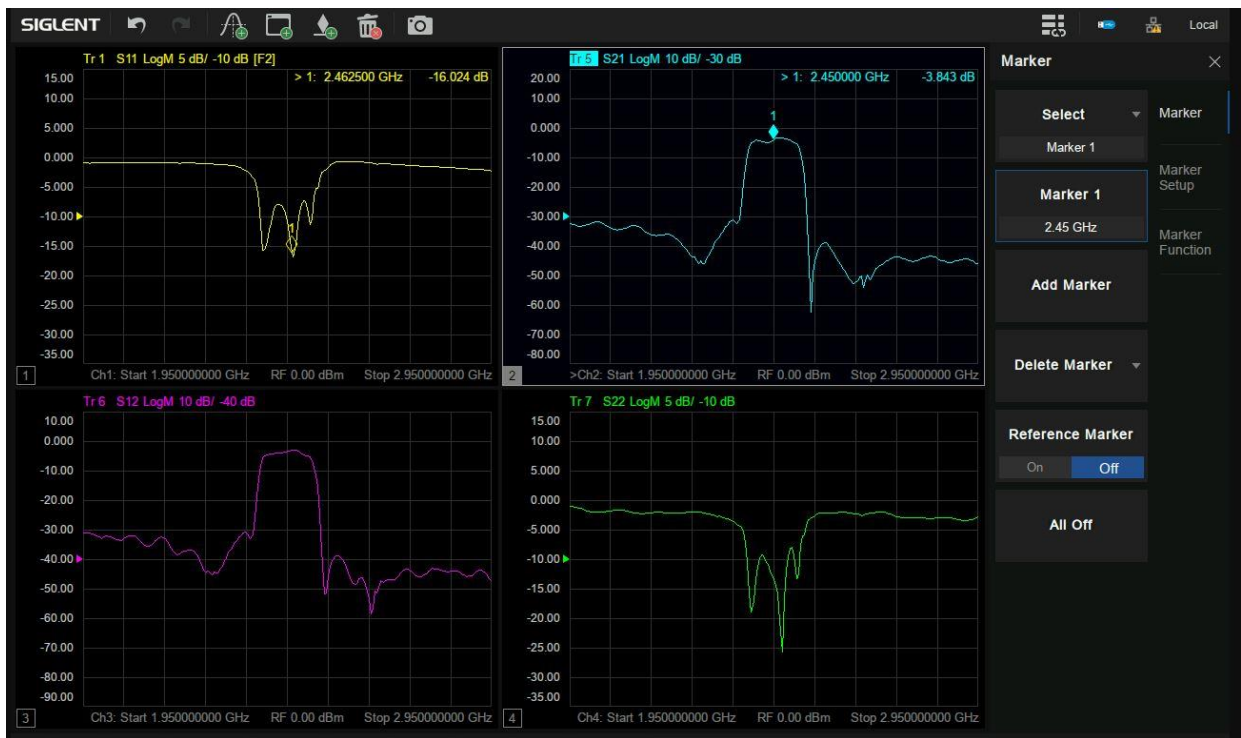 SIGLENT
Local
Tr 1 S11 LogM 5 dB/ -10 dB [F2]
> 1: 2.462500 GHz -16.024 dB
15.00
10.00
5.000
0.000
-5.000
-10.00
-15.00
-20.00
-25.00
-30.00
-35.00
1
1 Ch1: Start 1.950000000 GHz RF 0.00 dBm Stop 2.950000000 GHz
Tr 5 S21 LogM 10 dB/ -30 dB
> 1: 2.450000 GHz -3.843 dB
20.00
10.00
0.000
-10.00
-20.00
-30.00
-40.00
-50.00
-60.00
-70.00
-80.00
1
2 >Ch2: Start 1.950000000 GHz RF 0.00 dBm Stop 2.950000000 GHz
Tr 6 S12 LogM 10 dB/ -40 dB
10.00
0.000
-10.00
-20.00
-30.00
-40.00
-50.00
-60.00
-70.00
-80.00
-90.00
3 Ch3: Start 1.950000000 GHz RF 0.00 dBm Stop 2.950000000 GHz
Tr 7 S22 LogM 5 dB/ -10 dB
15.00
10.00
5.000
0.000
-5.000
-10.00
-15.00
-20.00
-25.00
-30.00
-35.00
4 Ch4: Start 1.950000000 GHz RF 0.00 dBm Stop 2.950000000 GHz
Marker
Select
Marker 1
Marker 1
2.45 GHz
Add Marker
Delete Marker
Reference Marker
On Off
All Off
Marker
Marker
Setup
Marker
Function